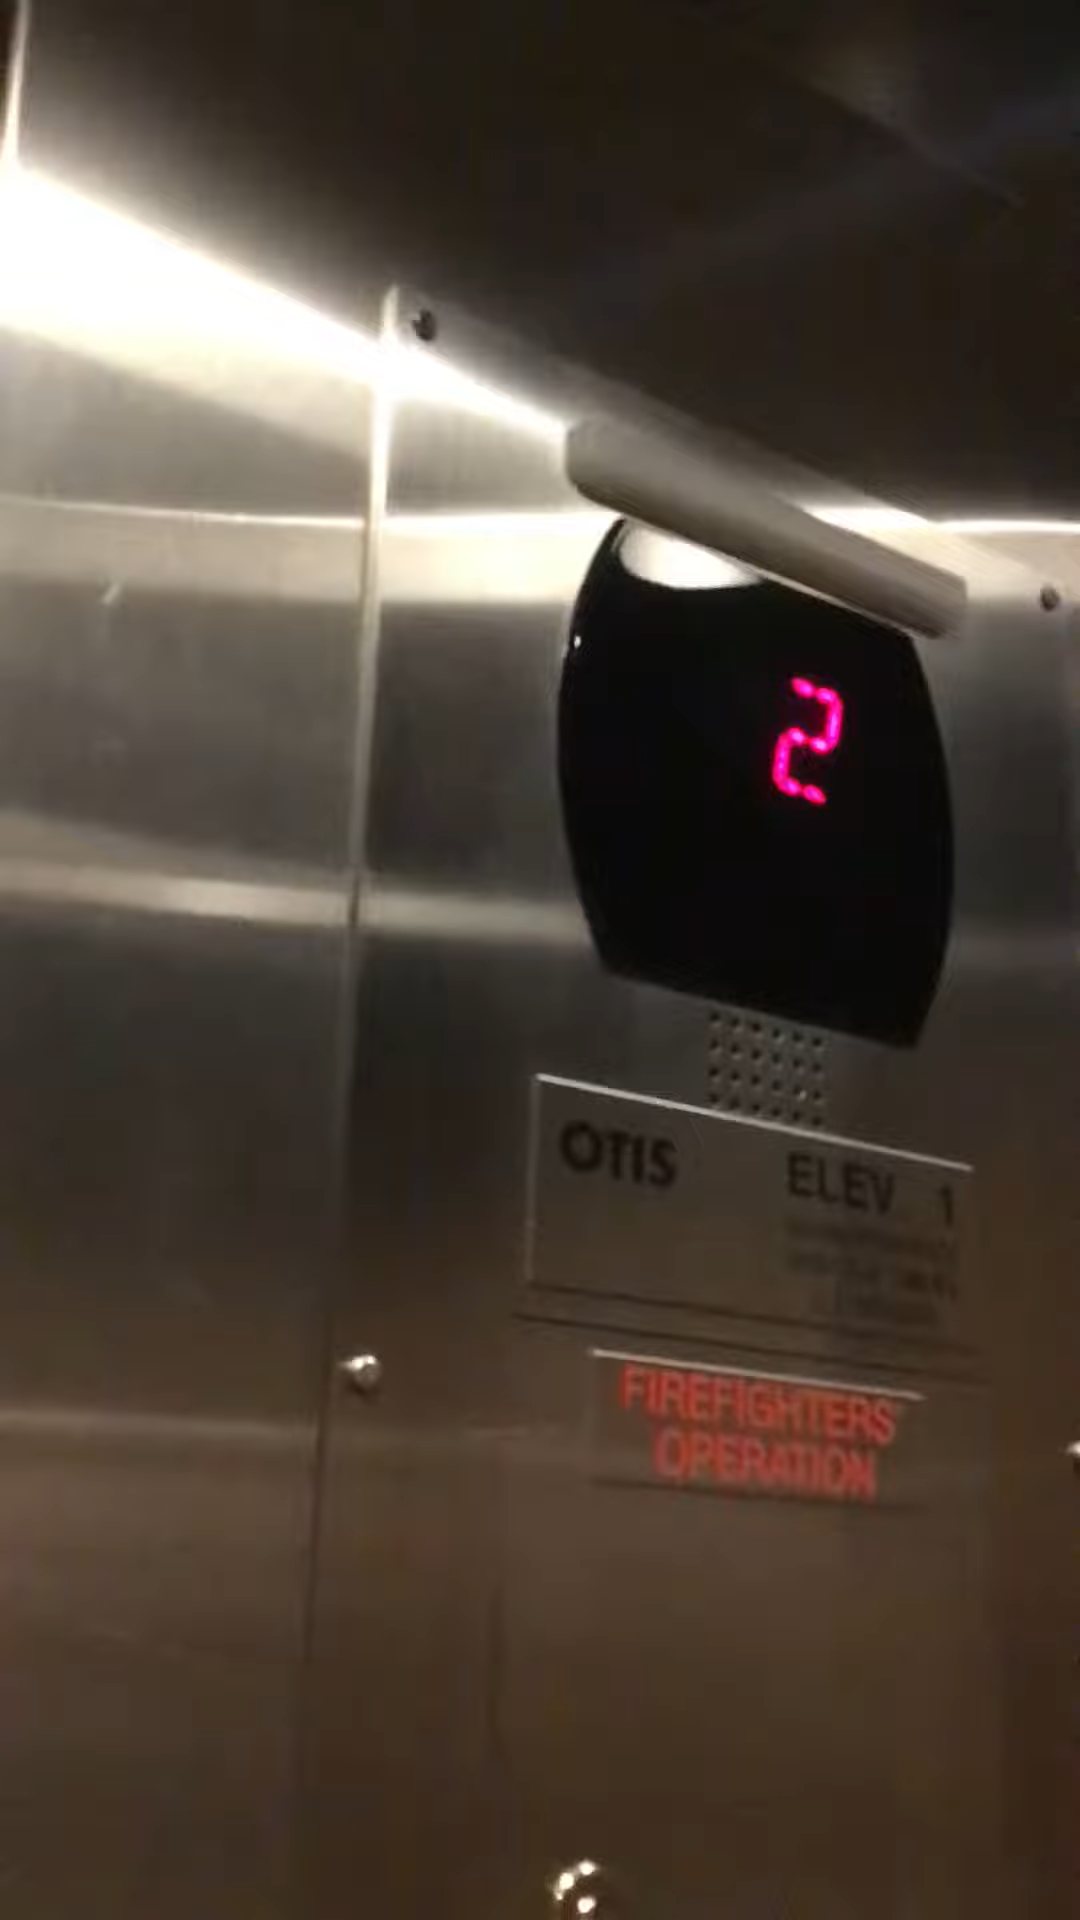 2
OTIS
ELEV. 1
FIREFIGHTERS'
OPERATION